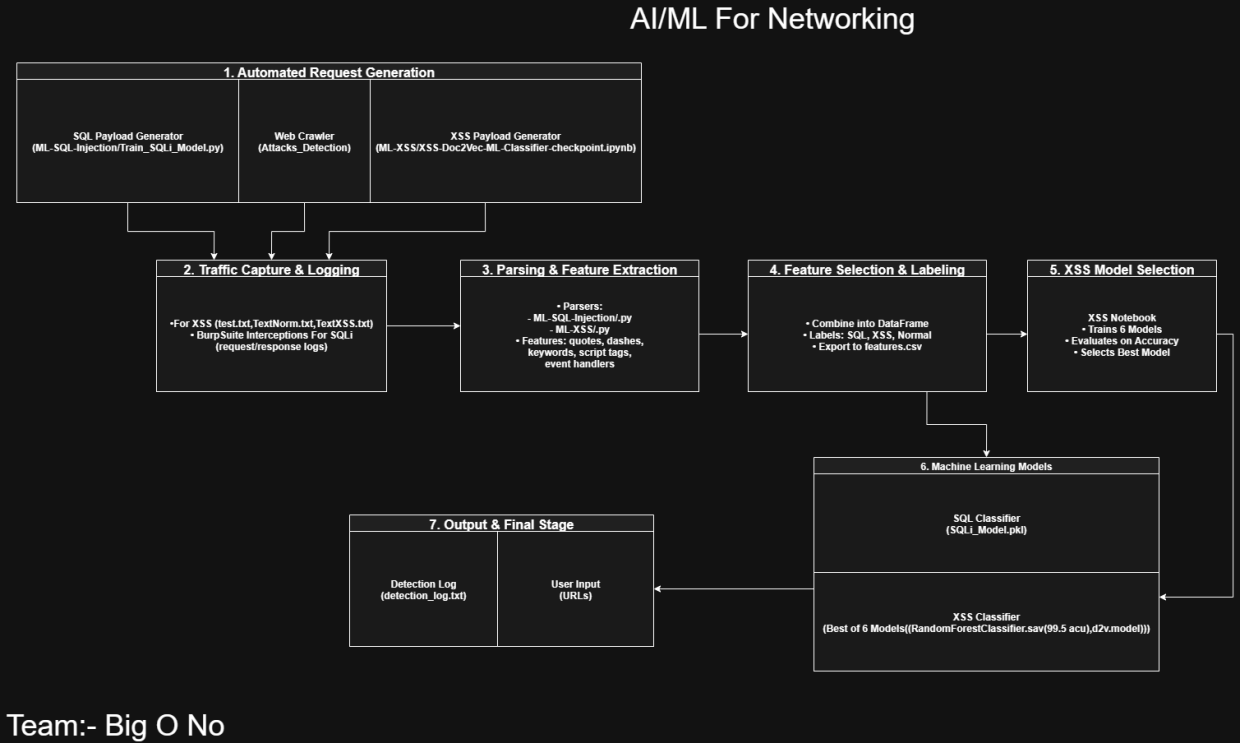 AI/ML For Networking
1. Automated Request Generation
SQL Payload Generator
(ML-SQL-Injection/Train_SQLi_Model.py)
Web Crawler
(Attacks_Detection)
XSS Payload Generator
(ML-XSS/XSS-Doc2Vec-ML-Classifier-checkpoint.ipynb)
2. Traffic Capture & Logging
•For XSS (test.txt,TextNorm.txt,TextXSS.txt)
• BurpSuite Interceptions For SQLi
(request/response logs)
3. Parsing & Feature Extraction
• Parsers:
- ML-SQL-Injection/.py
- ML-XSS/.py
• Features: quotes, dashes,
keywords, script tags,
event handlers
4. Feature Selection & Labeling
• Combine into DataFrame
• Labels: SQL, XSS, Normal
• Export to features.csv
5. XSS Model Selection
XSS Notebook
• Trains 6 Models
• Evaluates on Accuracy
• Selects Best Model
6. Machine Learning Models
SQL Classifier
(SQLi_Model.pkl)
XSS Classifier
(Best of 6 Models((RandomForestClassifier.sav(99.5 acu),d2v.model)))
7. Output & Final Stage
Detection Log
(detection_log.txt)
User Input
(URLs)
Team:- Big O No